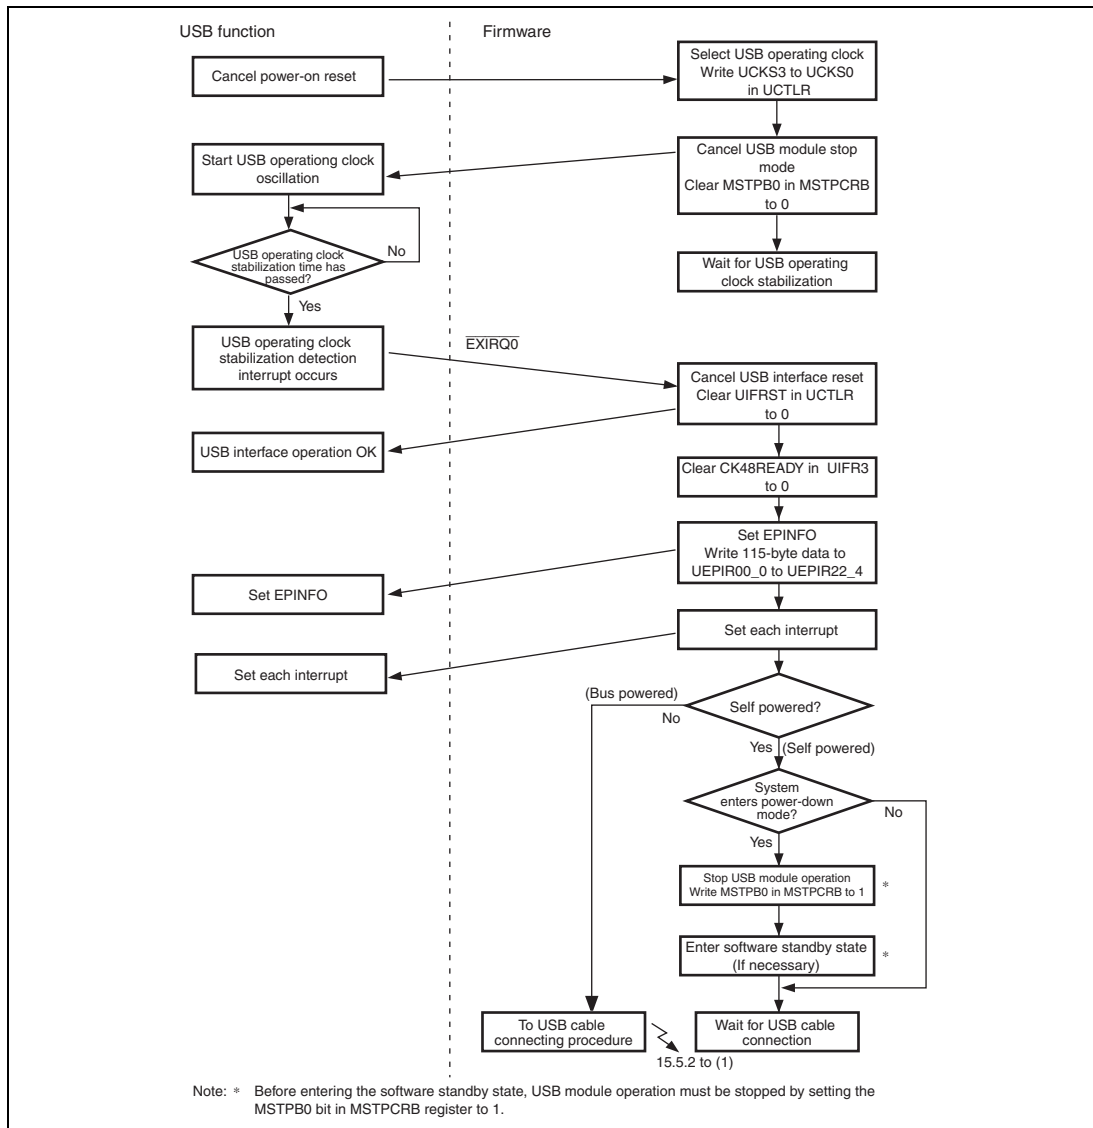 USB function
Firmware
Cancel power-on reset
Select USB operating clock
Write UCKS3 to UCKS0
in UCTLR
Start USB operationg clock
oscillation
Cancel USB module stop
mode
Clear MSTPB0 in MSTPCRB
to 0
USB operating clock
stabilization time has
passed?
No
Yes
Wait for USB operating
clock stabilization
USB operating clock
stabilization detection
interrupt occurs
EXIRQ0
Cancel USB interface reset
Clear UIFRST in UCTLR
to 0
USB interface operation OK
Clear CK48READY in UIFR3
to 0
Set EPINFO
Write 115-byte data to
UEPIR00_0 to UEPIR22_4
Set EPINFO
Set each interrupt
Set each interrupt
(Bus powered)
No
Self powered?
Yes (Self powered)
System
enters power-down
mode?
No
Yes
Stop USB module operation
Write MSTPB0 in MSTPCRB to 1
*
Enter software standby state
(If necessary)
*
To USB cable
connecting procedure
Wait for USB cable
connection
15.5.2 to (1)
Note: * Before entering the software standby state, USB module operation must be stopped by setting the
MSTPB0 bit in MSTPCRB register to 1.